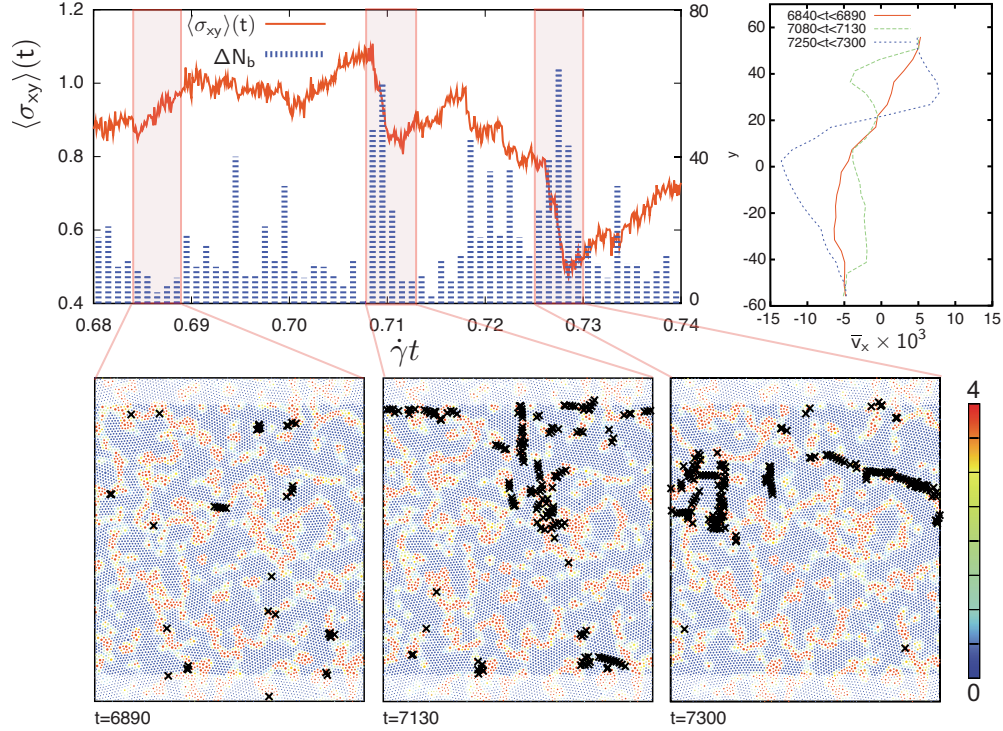 1.2
1.0
0.8
0.6
0.4
⟨σxy⟩(t)
⟨σxy⟩(t)
ΔNb
80
40
0
0.68
0.69
0.70
0.71
0.72
0.73
0.74
γ̇t
6840<t<6890
7080<t<7130
7250<t<7300
60
40
20
0
-20
-40
-60
y
-15
-10
-5
0
5
10
15
v̅x × 10³
4
0
t=6890
t=7130
t=7300